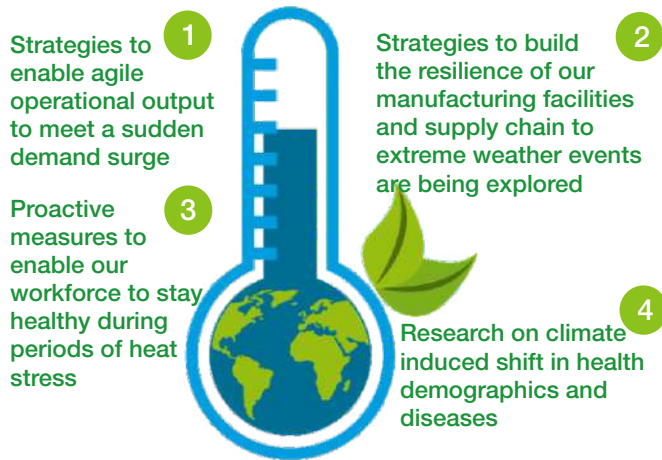 1
Strategies to
enable agile
operational output
to meet a sudden
demand surge
2
Strategies to build
the resilience of our
manufacturing facilities
and supply chain to
extreme weather events
are being explored
3
Proactive
measures to
enable our
workforce to stay
healthy during
periods of heat
stress
4
Research on climate
induced shift in health
demographics and
diseases